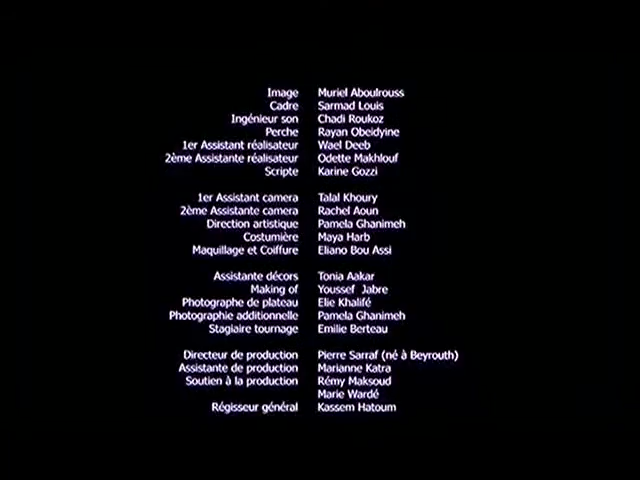 Image Muriel Aboulrouss
Cadre Sarmad Louis
Ingénieur son Chadi Roukoz
Perche Rayan Obeidyine
1er Assistant réalisateur Wael Deeb
2ème Assistante réalisateur Odette Makhlouf
Scripte Karine Gozzi
1er Assistant camera Talal Khoury
2ème Assistante camera Rachel Aoun
Direction artistique Pamela Ghanimeh
Costumière Maya Harb
Maquillage et Coiffure Eliano Bou Assi
Assistante décors Tonia Aakar
Making of Youssef Jabre
Photographe de plateau Elie Khalifé
Photographie additionnelle Pamela Ghanimeh
Stagiaire tournage Emilie Berteau
Directeur de production Pierre Sarraf (né à Beyrouth)
Assistante de production Marianne Katra
Soutien à la production Rémy Maksoud
Marie Wardé
Régisseur général Kassem Hatoum